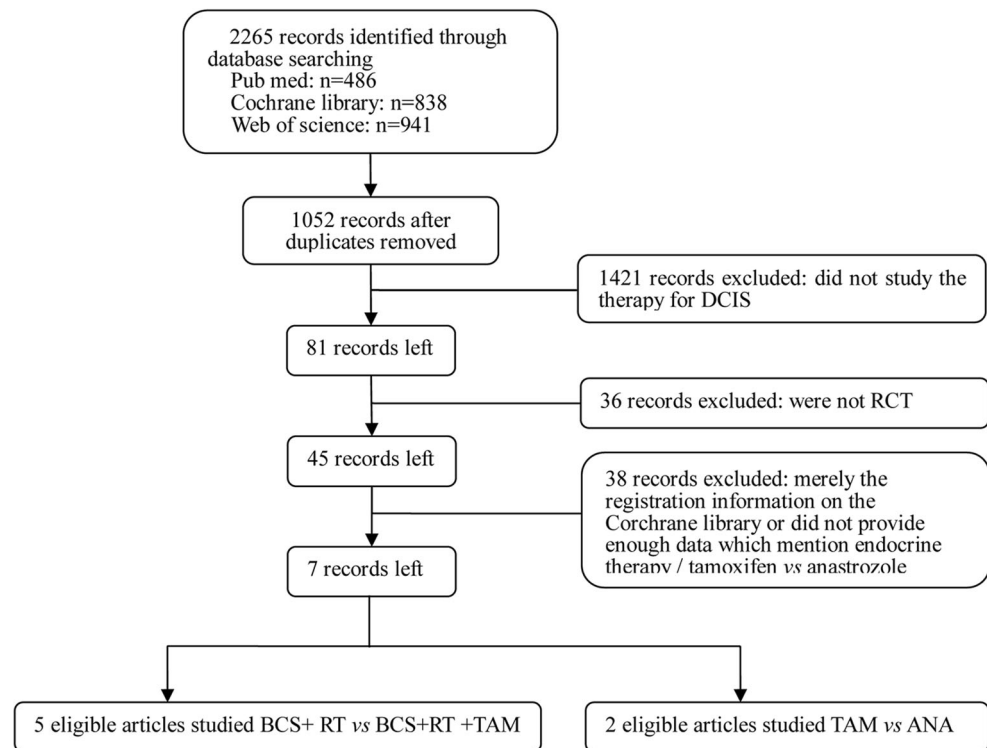 2265 records identified through
database searching
Pub med: n=486
Cochrane library: n=838
Web of science: n=941
1052 records after
duplicates removed
1421 records excluded: did not study the
therapy for DCIS
81 records left
36 records excluded: were not RCT
45 records left
38 records excluded: merely the
registration information on the
Corchrane library or did not provide
enough data which mention endocrine
therapy / tamoxifen vs anastrozole
7 records left
5 eligible articles studied BCS+ RT vs BCS+RT +TAM
2 eligible articles studied TAM vs ANA